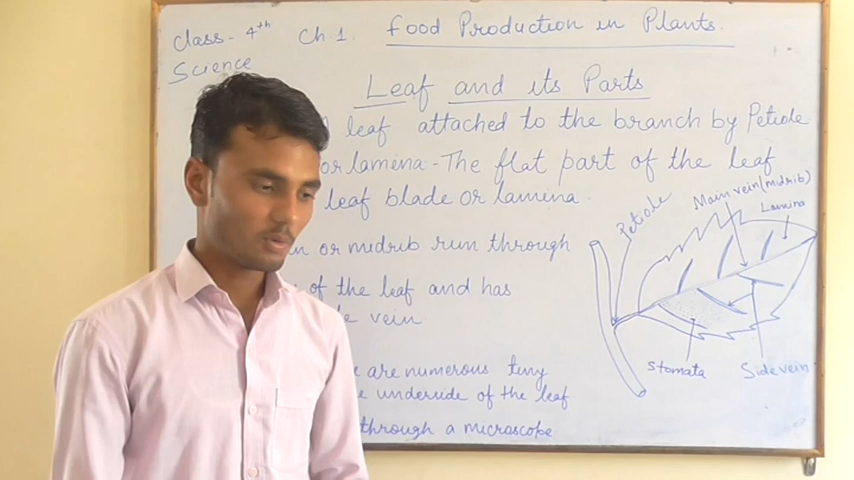 Class - 4th
Ch 1. Food Production in Plants.
Science
Leaf and its Parts
leaf attached to the branch by Petiole
or lamina - The flat part of the leaf
leaf blade or lamina.
or midrib run through
of the leaf and has
vein
are numerous tiny
underside of the leaf
through a microscope
Petiole
Main vein (midrib)
Lamina
Stomata
Side vein